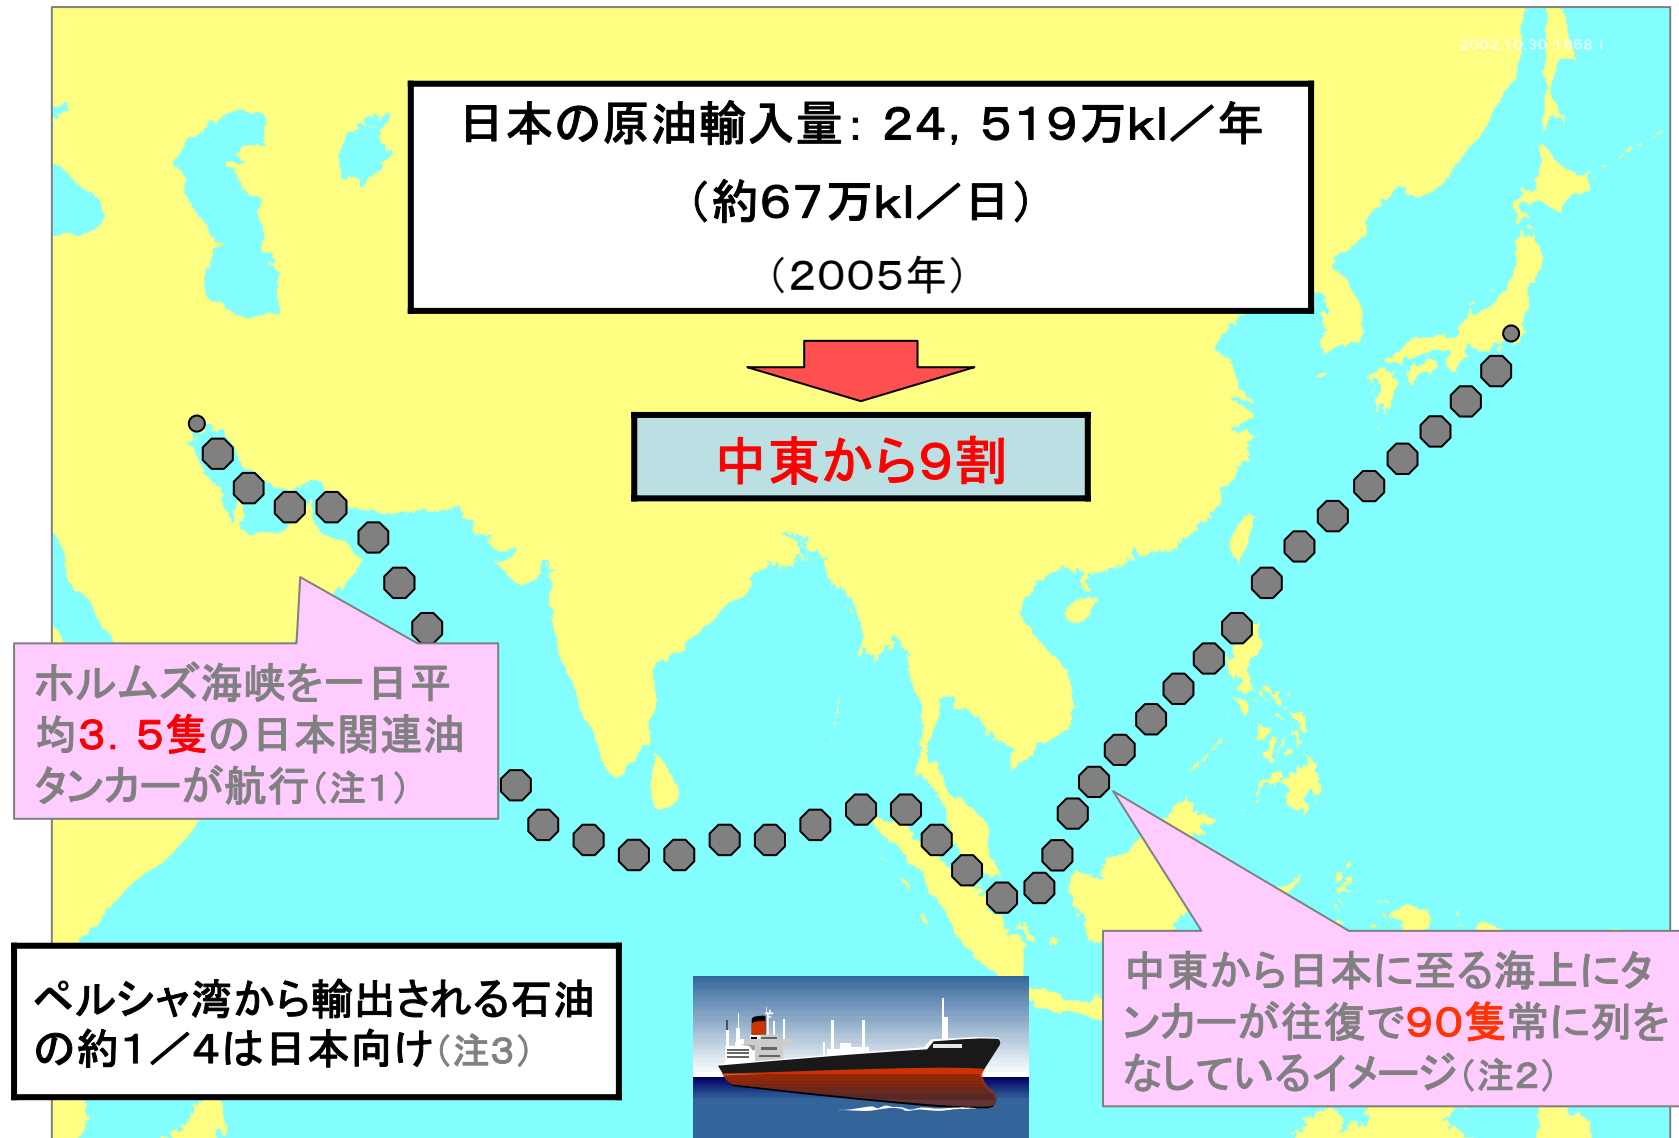 2002.10.30 1658 i
日本の原油輸入量：24，519万kl／年
（約67万kl／日）
（2005年）
中東から9割
ホルムズ海峡を一日平
均3．5隻の日本関連油
タンカーが航行（注1）
ペルシャ湾から輸出される石油
の約1／4は日本向け（注3）
中東から日本に至る海上にタ
ンカーが往復で90隻常に列を
なしているイメージ（注2）